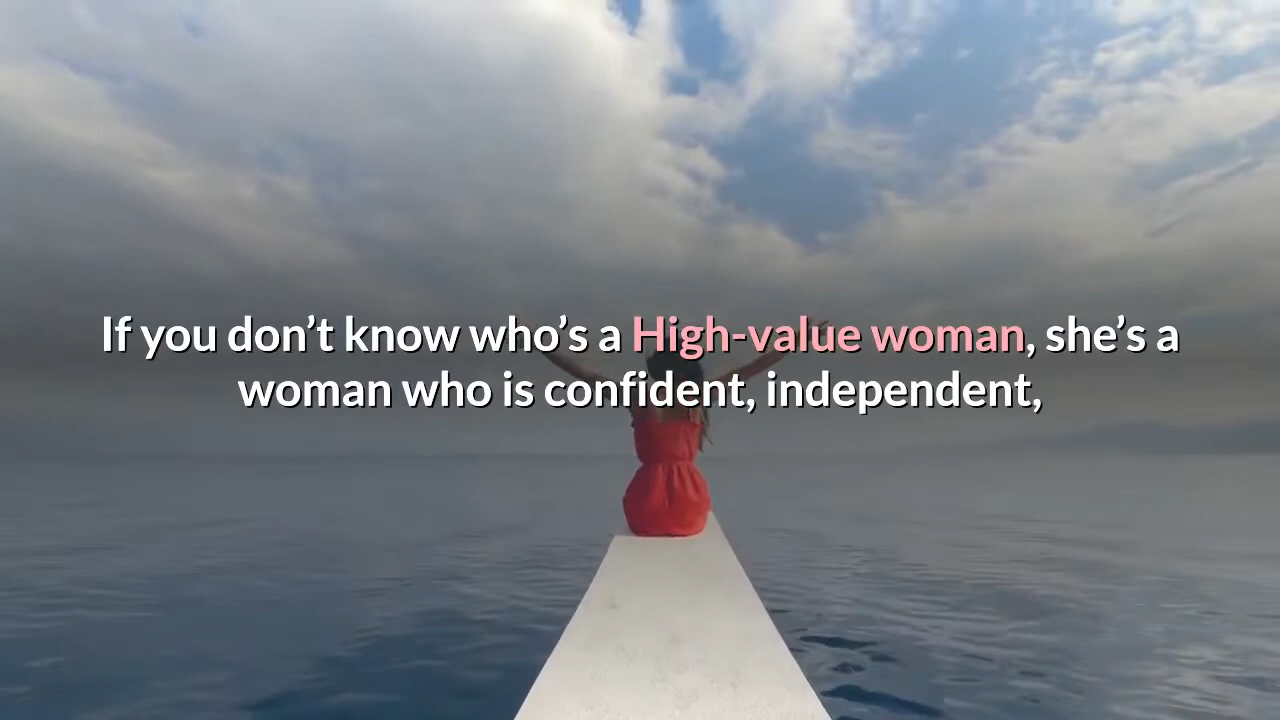 If you don’t know who’s a High-value woman, she’s a
woman who is confident, independent,